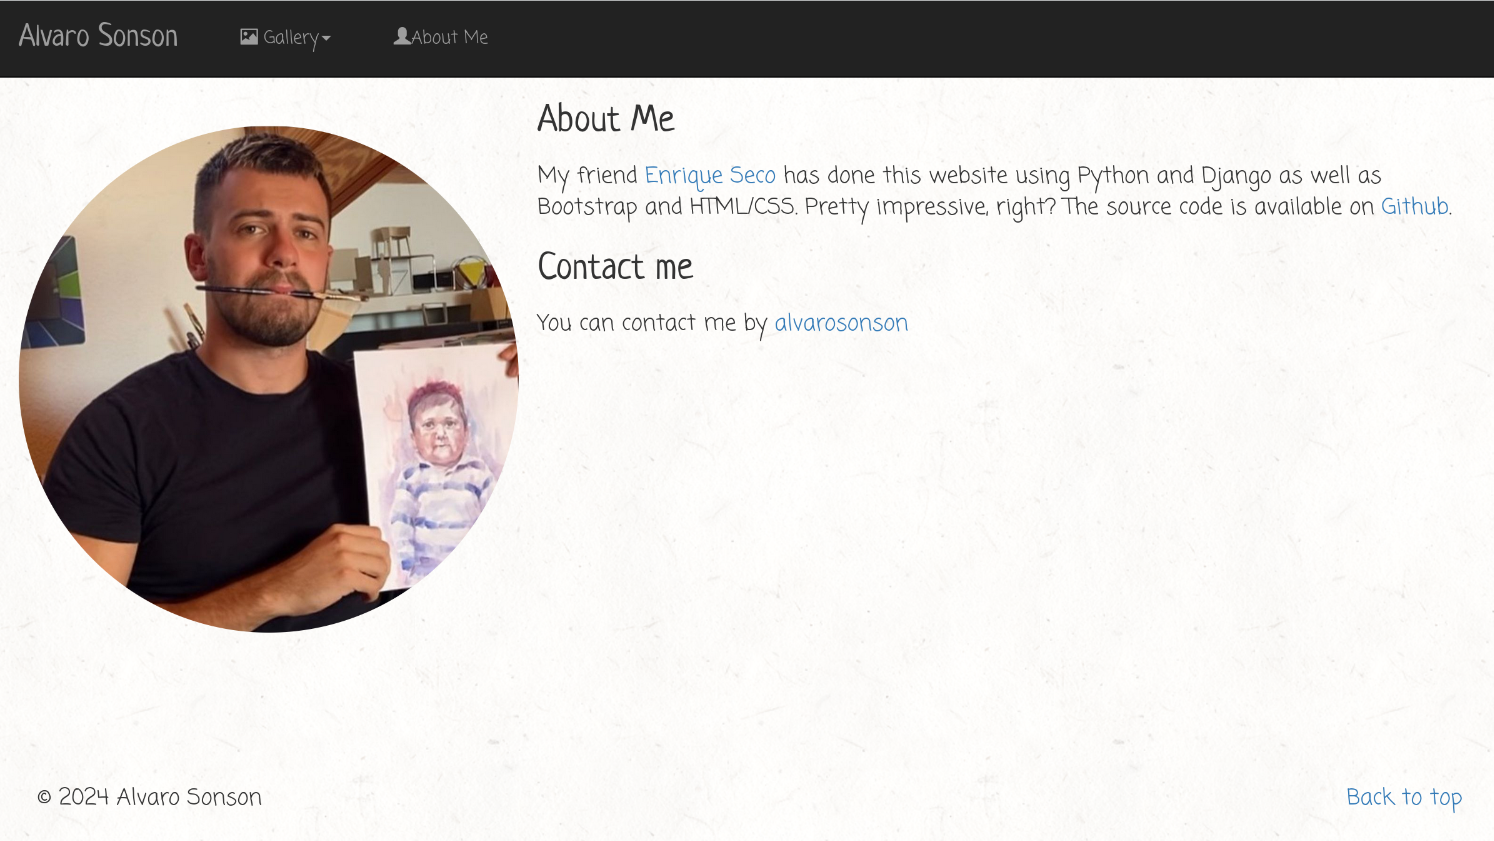 Alvaro Sonson Gallery About Me
About Me
My friend Enrique Seco has done this website using Python and Django as well as
Bootstrap and HTML/CSS. Pretty impressive, right? The source code is available on Github.
Contact me
You can contact me by alvarosonson
© 2024 Alvaro Sonson
Back to top